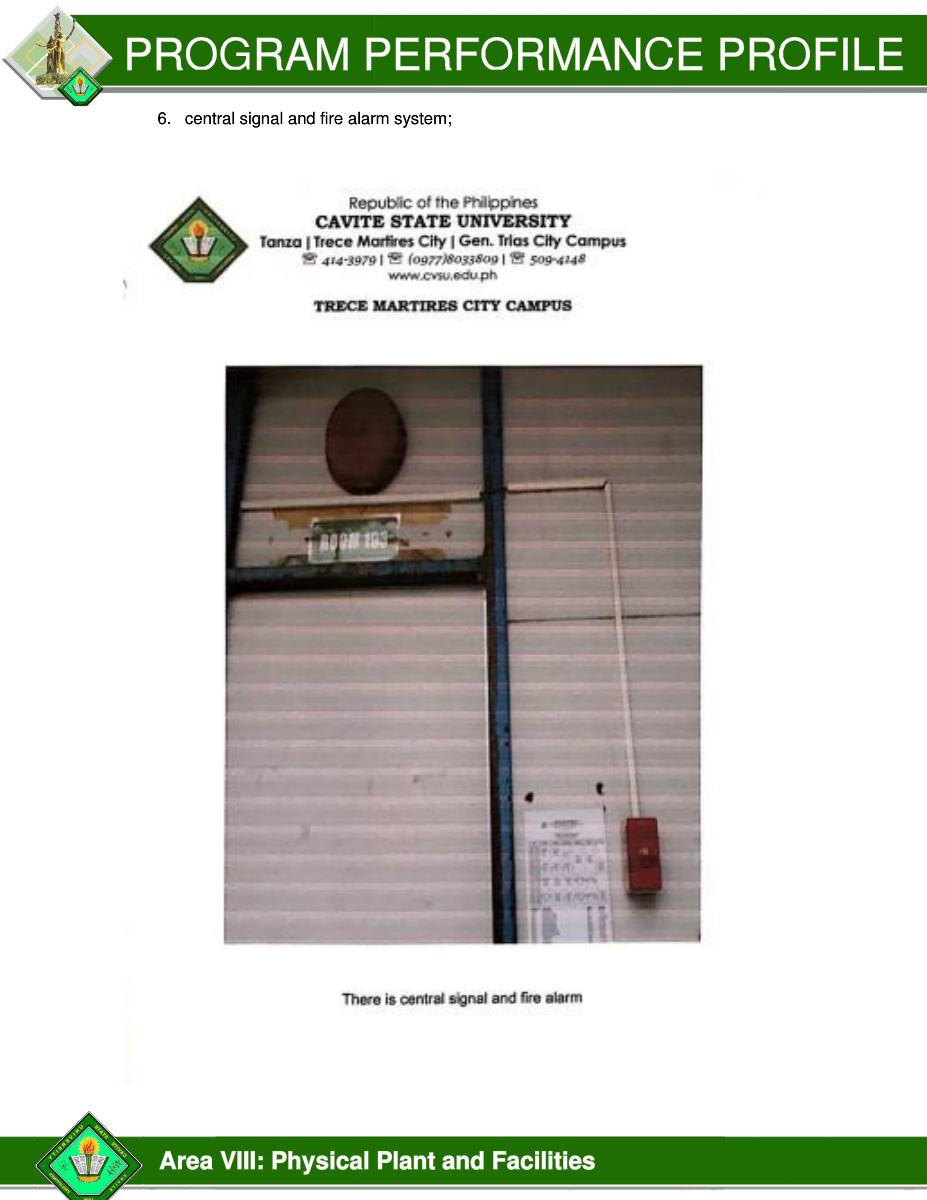 PROGRAM PERFORMANCE PROFILE
6. central signal and fire alarm system;
Republic of the Philippines
CAVITE STATE UNIVERSITY
Tanza | Trece Martires City | Gen. Trias City Campus
☏ 414-3979 | ☏ (0977)8033809 | ☏ 509-4148
www.cvsu.edu.ph
TRECE MARTIRES CITY CAMPUS
ROOM 103
There is central signal and fire alarm
Area VIII: Physical Plant and Facilities